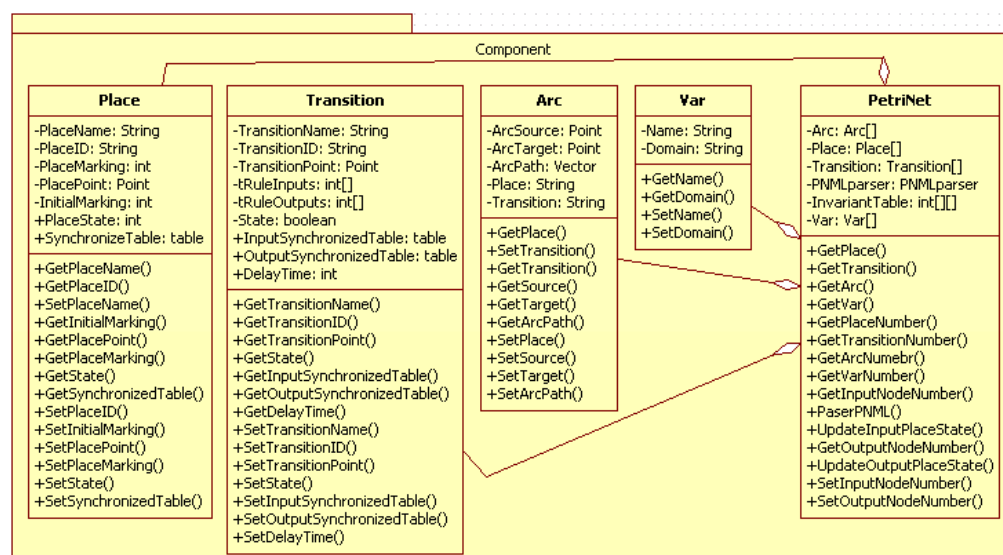 Component
Place
-PlaceName: String
-PlaceID: String
-PlaceMarking: int
-PlacePoint: Point
-InitialMarking: int
+PlaceState: int
+SynchronizeTable: table
+GetPlaceName()
+GetPlaceID()
+SetPlaceName()
+GetInitialMarking()
+GetPlacePoint()
+GetPlaceMarking()
+GetState()
+GetSynchronizedTable()
+SetPlaceID()
+SetInitialMarking()
+SetPlacePoint()
+SetPlaceMarking()
+SetState()
+SetSynchronizedTable()
Transition
-TransitionName: String
-TransitionID: String
-TransitionPoint: Point
-tRuleInputs: int[]
-tRuleOutputs: int[]
-State: boolean
+InputSynchronizedTable: table
+OutputSynchronizedTable: table
+DelayTime: int
+GetTransitionName()
+GetTransitionID()
+GetTransitionPoint()
+GetState()
+GetInputSynchronizedTable()
+GetOutputSynchronizedTable()
+GetDelayTime()
+SetTransitionName()
+SetTransitionID()
+SetTransitionPoint()
+SetState()
+SetInputSynchronizedTable()
+SetOutputSynchronizedTable()
+SetDelayTime()
Arc
-ArcSource: Point
-ArcTarget: Point
-ArcPath: Vector
-Place: String
-Transition: String
+GetPlace()
+SetTransition()
+GetTransition()
+GetSource()
+GetTarget()
+GetArcPath()
+SetPlace()
+SetSource()
+SetTarget()
+SetArcPath()
Var
-Name: String
-Domain: String
+GetName()
+GetDomain()
+SetName()
+SetDomain()
PetriNet
-Arc: Arc[]
-Place: Place[]
-Transition: Transition[]
-PNMLparser: PNMLparser
-InvariantTable: int[][]
-Var: Var[]
+GetPlace()
+GetTransition()
+GetArc()
+GetVar()
+GetPlaceNumber()
+GetTransitionNumber()
+GetArcNumebr()
+GetVarNumber()
+GetInputNodeNumber()
+PaserPNML()
+UpdateInputPlaceState()
+GetOutputNodeNumber()
+UpdateOutputPlaceState()
+SetInputNodeNumber()
+SetOutputNodeNumber()